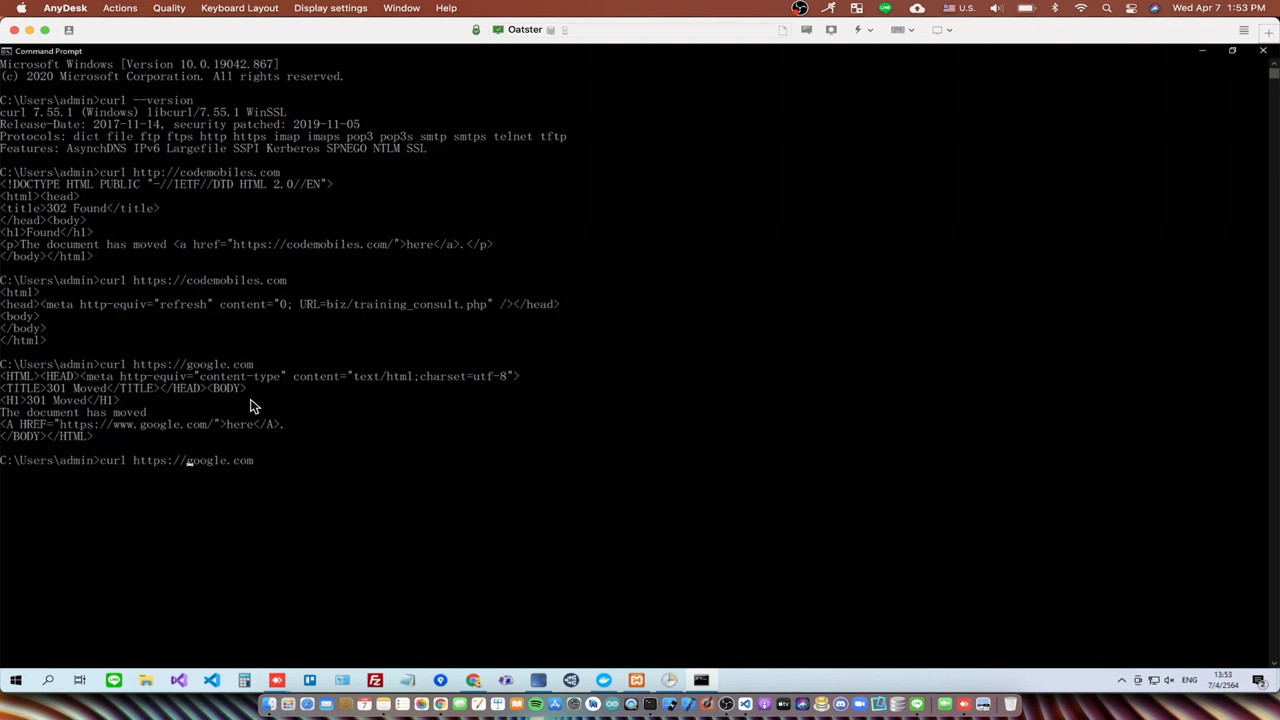 AnyDesk Actions Quality Keyboard Layout Display settings Window Help U.S. Wed Apr 7 1:53 PM
Oatster
Command Prompt
Microsoft Windows [Version 10.0.19042.867]
(c) 2020 Microsoft Corporation. All rights reserved.
C:\Users\admin>curl --version
curl 7.55.1 (Windows) libcurl/7.55.1 WinSSL
Release-Date: 2017-11-14, security patched: 2019-11-05
Protocols: dict file ftp ftps http https imap imaps pop3 pop3s smtp smtps telnet tftp
Features: AsynchDNS IPv6 Largefile SSPI Kerberos SPNEGO NTLM SSL
C:\Users\admin>curl http://codemobiles.com
<!DOCTYPE HTML PUBLIC "-//IETF//DTD HTML 2.0//EN">
<html><head>
<title>302 Found</title>
</head><body>
<h1>Found</h1>
<p>The document has moved <a href="https://codemobiles.com/">here</a>.</p>
</body></html>
C:\Users\admin>curl https://codemobiles.com
<html>
<head><meta http-equiv="refresh" content="0; URL=biz/training_consult.php" /></head>
<body>
</body>
</html>
C:\Users\admin>curl https://google.com
<HTML><HEAD><meta http-equiv="content-type" content="text/html;charset=utf-8">
<TITLE>301 Moved</TITLE></HEAD><BODY>
<H1>301 Moved</H1>
The document has moved
<A HREF="https://www.google.com/">here</A>.
</BODY></HTML>
C:\Users\admin>curl https://google.com
ENG 13:53
7/4/2564